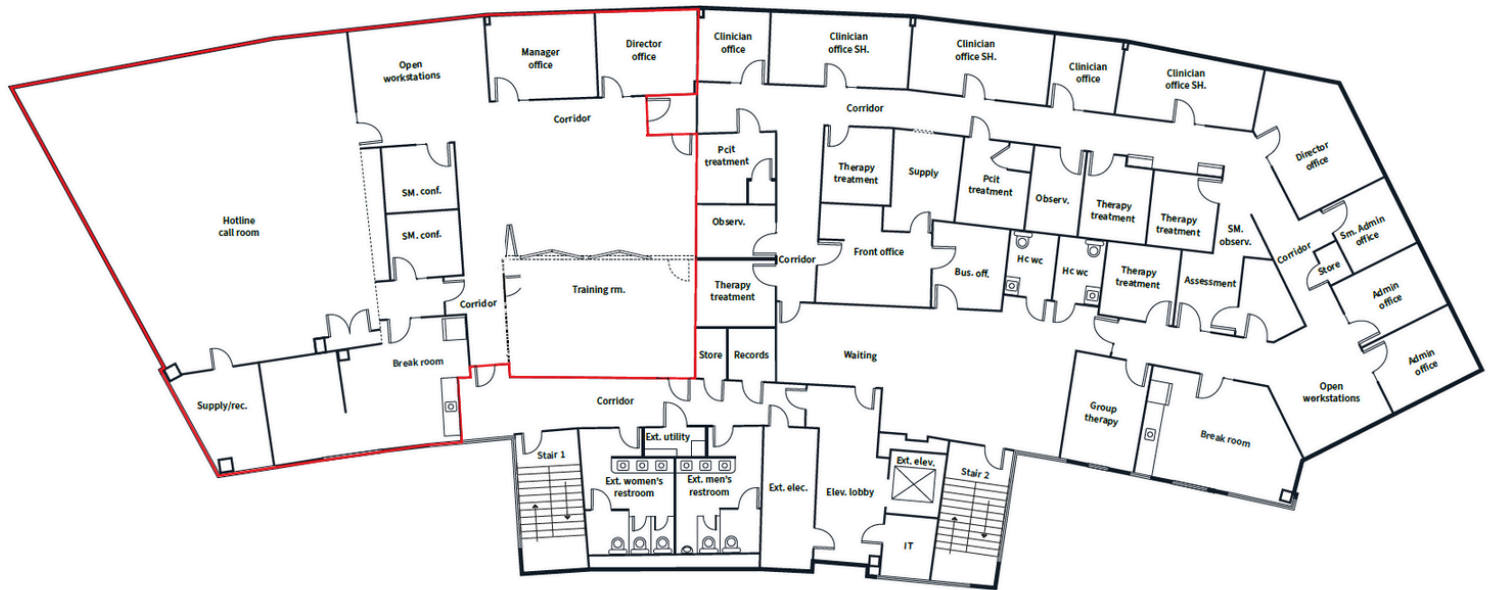 Open
workstations
Manager
office
Director
office
Clinician
office
Clinician
office SH.
Clinician
office SH.
Clinician
office
Clinician
office SH.
Corridor
Corridor
Director
office
Hotline
call room
SM. conf.
SM. conf.
Pcit
treatment
Therapy
treatment
Supply
Pcit
treatment
Observ.
Therapy
treatment
Therapy
treatment
SM.
observ.
Sm. Admin
office
Observ.
Corridor
Front office
Bus. off.
Hc wc
Hc wc
Therapy
treatment
Assessment
Corridor
Store
Admin
office
Corridor
Training rm.
Therapy
treatment
Break room
Store
Records
Waiting
Admin
office
Open
workstations
Supply/rec.
Corridor
Group
therapy
Break room
Stair 1
Ext. utility
Ext. women's
restroom
Ext. men's
restroom
Ext. elec.
Elev. lobby
Ext. elev.
Stair 2
IT